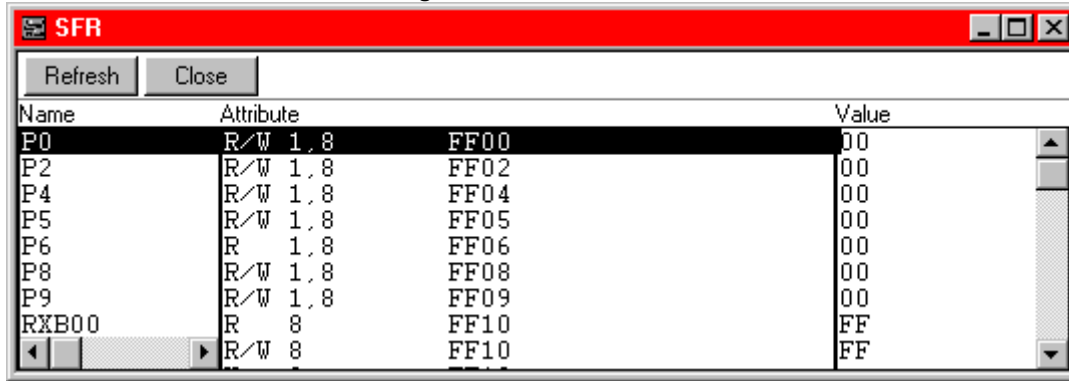 SFR
Refresh Close
Name Attribute Value
P0 R/W 1,8 FF00 00
P2 R/W 1,8 FF02 00
P4 R/W 1,8 FF04 00
P5 R/W 1,8 FF05 00
P6 R 1,8 FF06 00
P8 R/W 1,8 FF08 00
P9 R/W 1,8 FF09 00
RXB00 R 8 FF10 FF
R/W 8 FF10 FF